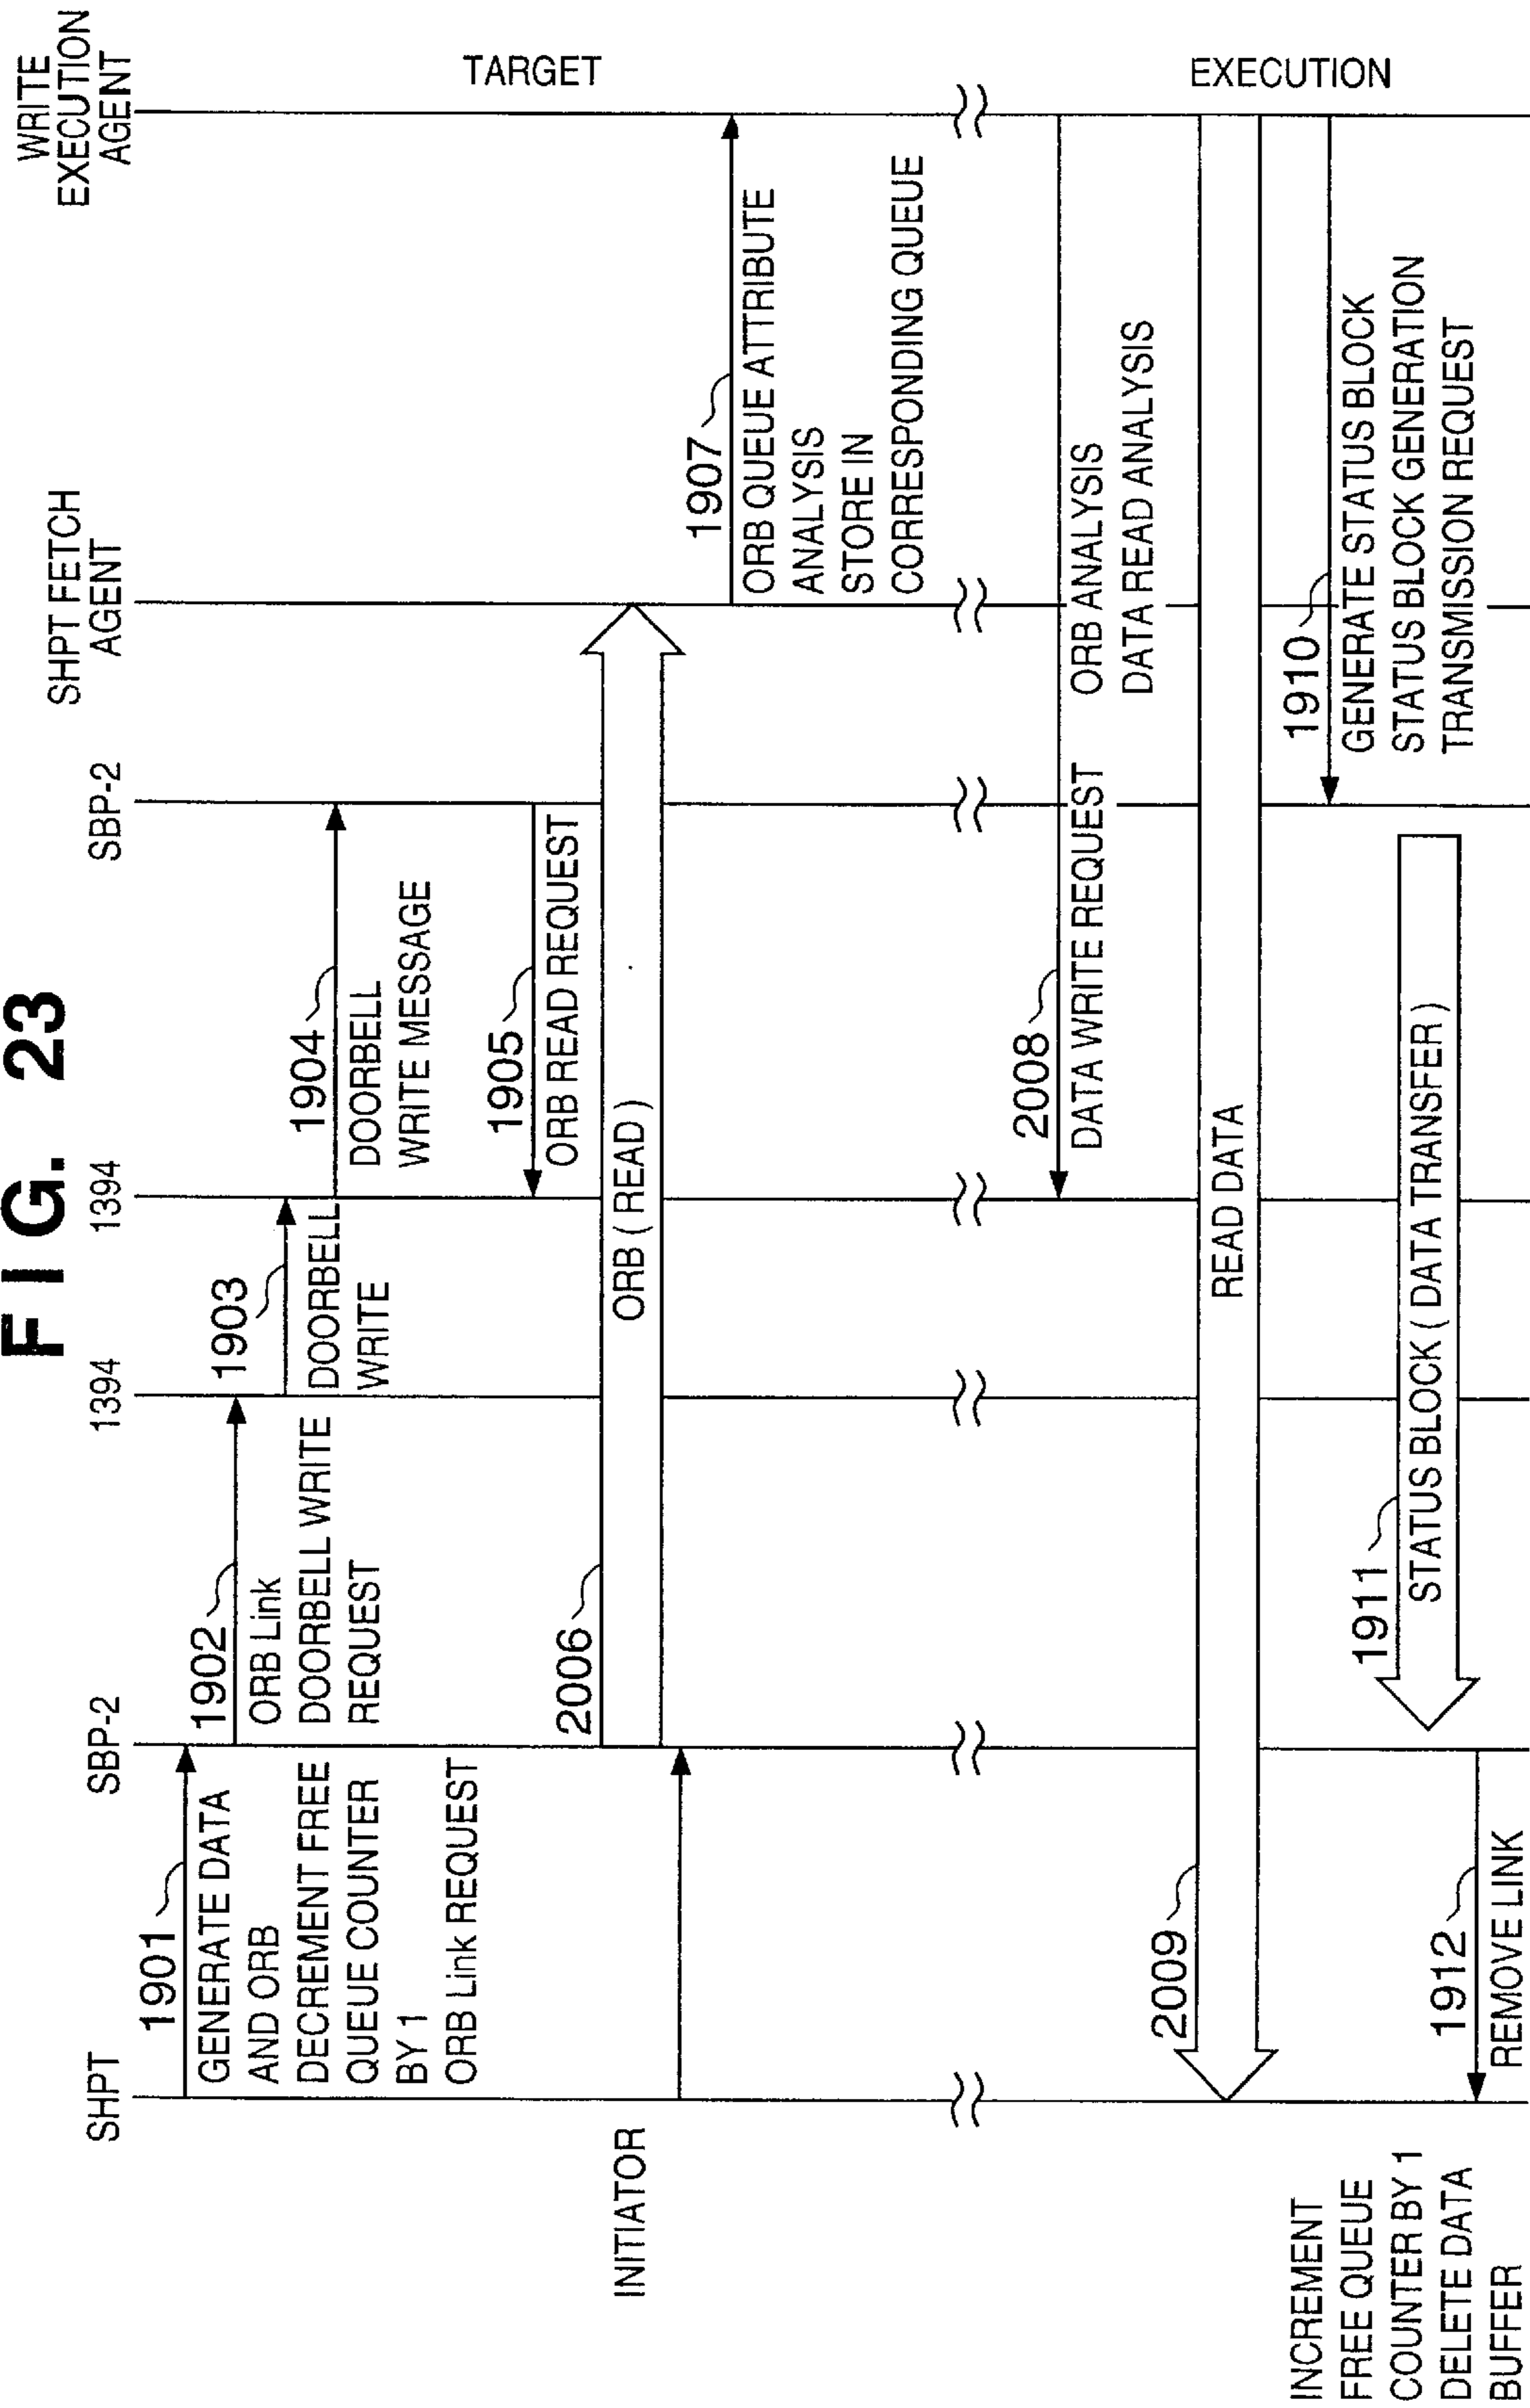 FIG. 23
SHPT
SBP-2
1394
1394
SBP-2
SHPT FETCH
AGENT
WRITE
EXECUTION
AGENT
1901
GENERATE DATA
AND ORB
DECREMENT FREE
QUEUE COUNTER
BY 1
ORB Link REQUEST
1902
ORB Link
DOORBELL WRITE
REQUEST
1903
DOORBELL
WRITE
1904
DOORBELL
WRITE MESSAGE
1905
ORB READ REQUEST
INITIATOR
TARGET
2006
ORB ( READ )
1907
ORB QUEUE ATTRIBUTE
ANALYSIS
STORE IN
CORRESPONDING QUEUE
2008
DATA WRITE REQUEST
ORB ANALYSIS
DATA READ ANALYSIS
2009
READ DATA
EXECUTION
1910
GENERATE STATUS BLOCK
STATUS BLOCK GENERATION
TRANSMISSION REQUEST
1911
STATUS BLOCK ( DATA TRANSFER )
1912
REMOVE LINK
INCREMENT
FREE QUEUE
COUNTER BY 1
DELETE DATA
BUFFER